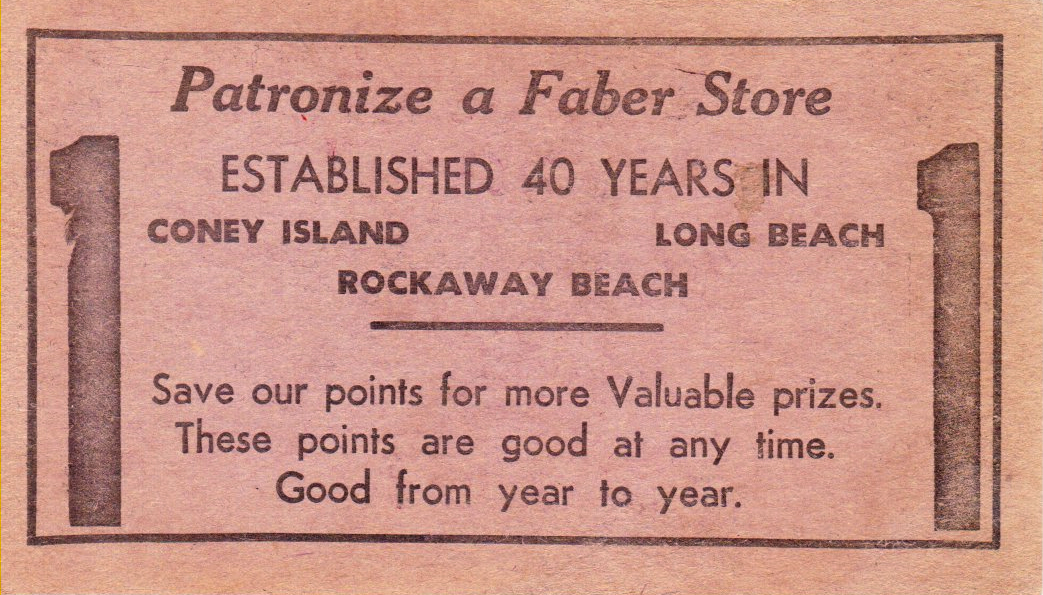 Patronize a Faber Store
ESTABLISHED 40 YEARS IN
CONEY ISLAND LONG BEACH
ROCKAWAY BEACH
1 1
Save our points for more Valuable prizes.
These points are good at any time.
Good from year to year.